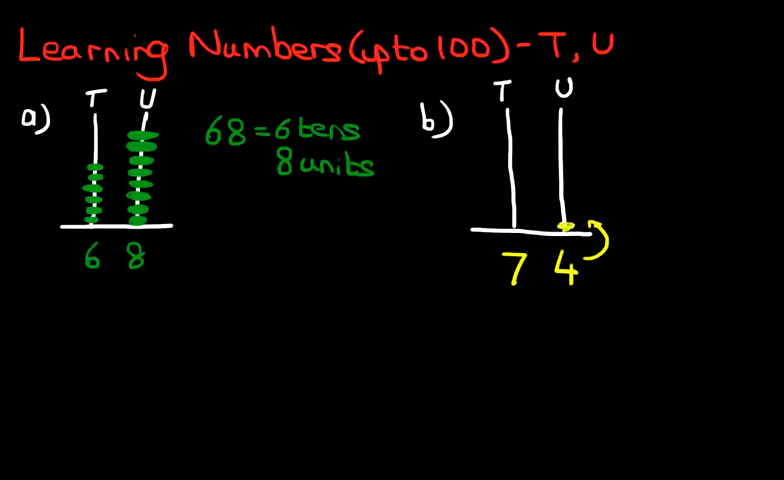 Learning Numbers (upto 100) - T, U
a) T U
68 = 6 tens
8 units
6 8
b) T U
7 4